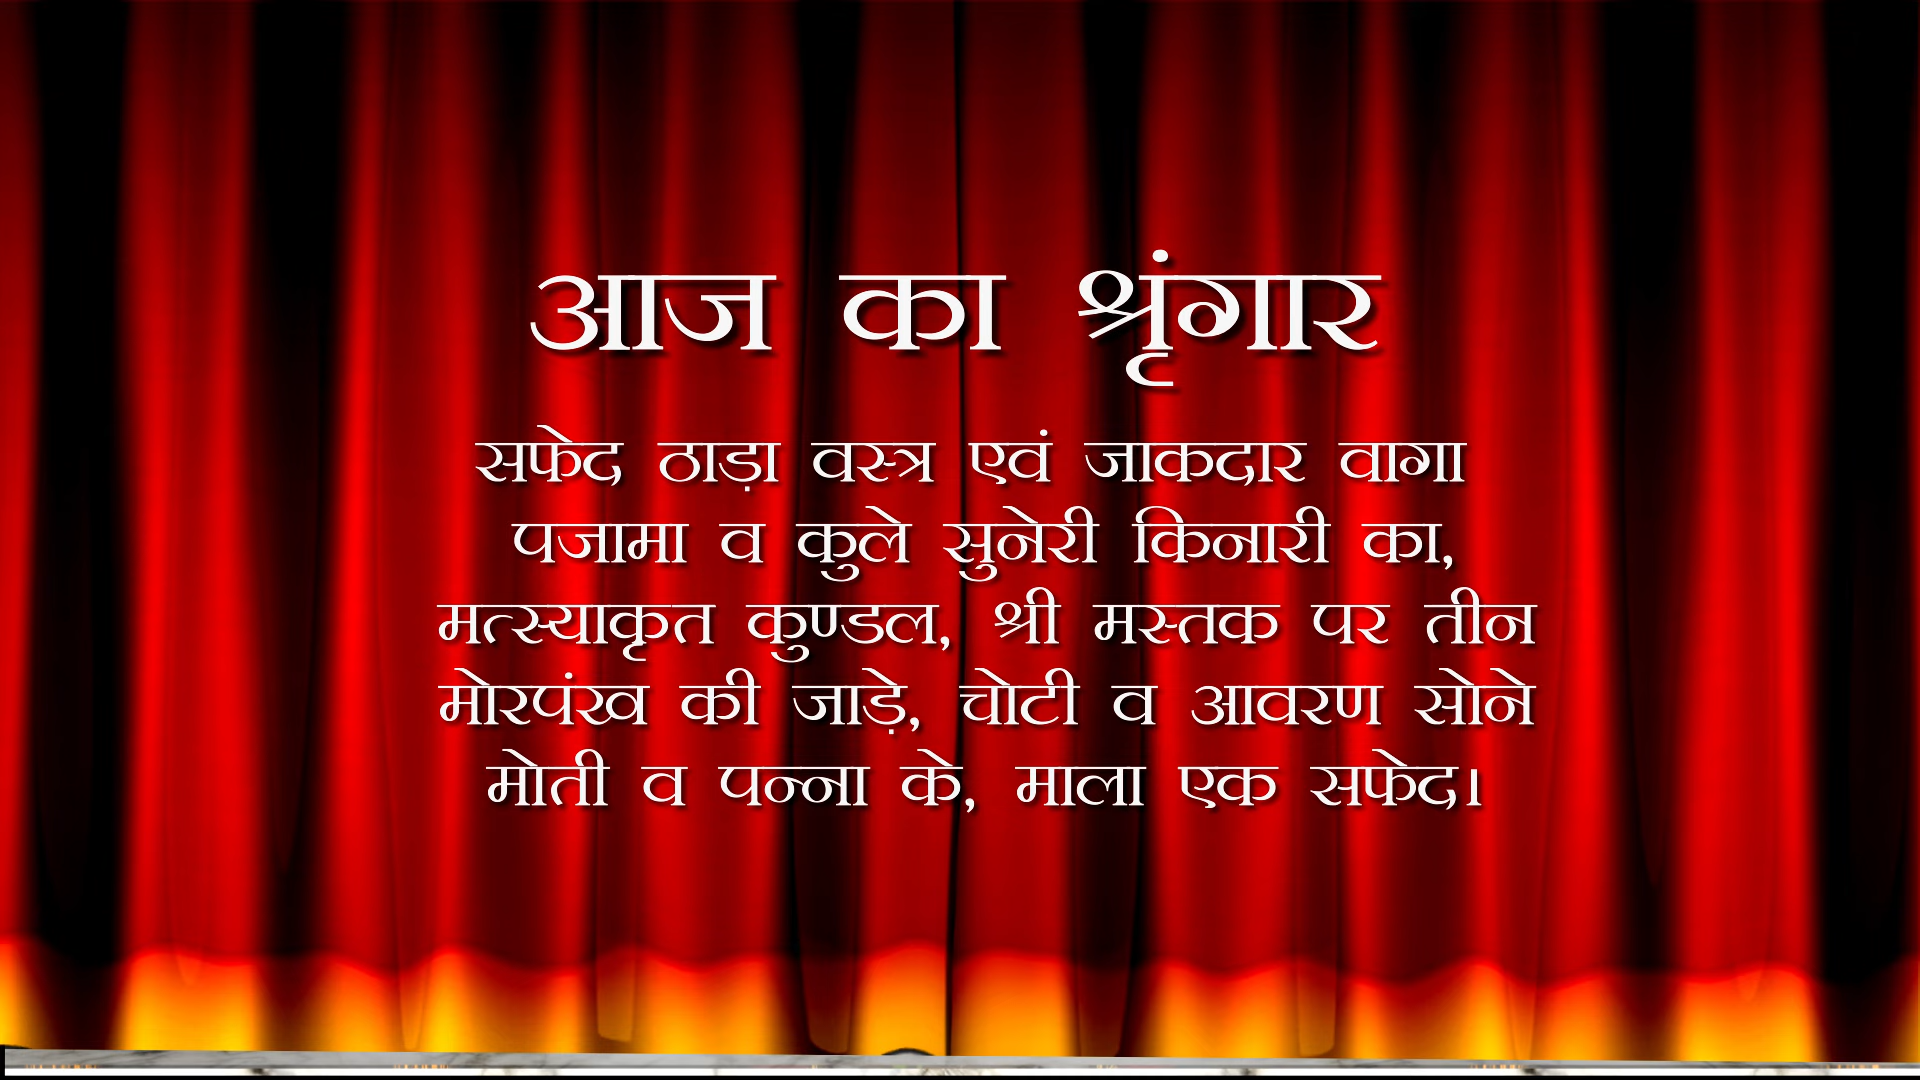 आज का श्रृंगार
सफेद ठाड़ा वस्त्र एवं जाकदार वागा
पजामा व कुले सुनेरी किनारी का,
मत्स्याकृत कुण्डल, श्री मस्तक पर तीन
मोरपंख की जाड़े, चोटी व आवरण सोने
मोती व पन्ना के, माला एक सफेद।